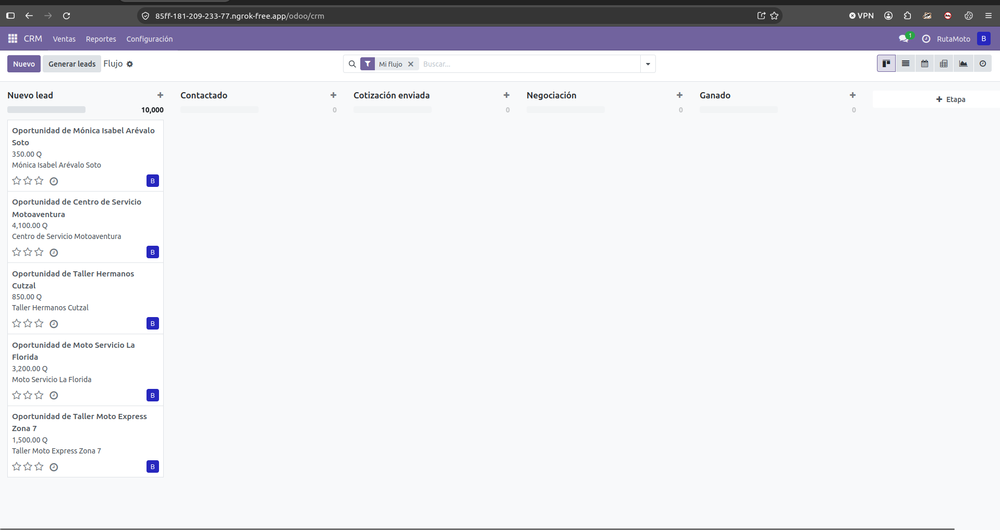 85ff-181-209-233-77.ngrok-free.app/odoo/crm
VPN
CRM Ventas Reportes Configuración
1
RutaMoto
B
Nuevo
Generar leads
Flujo
Mi flujo
Buscar...
Nuevo lead
10,000
Contactado
0
Cotización enviada
0
Negociación
0
Ganado
0
Etapa
Oportunidad de Mónica Isabel Arévalo
Soto
350.00 Q
Mónica Isabel Arévalo Soto
B
Oportunidad de Centro de Servicio
Motoaventura
4,100.00 Q
Centro de Servicio Motoaventura
B
Oportunidad de Taller Hermanos
Cutzal
850.00 Q
Taller Hermanos Cutzal
B
Oportunidad de Moto Servicio La
Florida
3,200.00 Q
Moto Servicio La Florida
B
Oportunidad de Taller Moto Express
Zona 7
1,500.00 Q
Taller Moto Express Zona 7
B